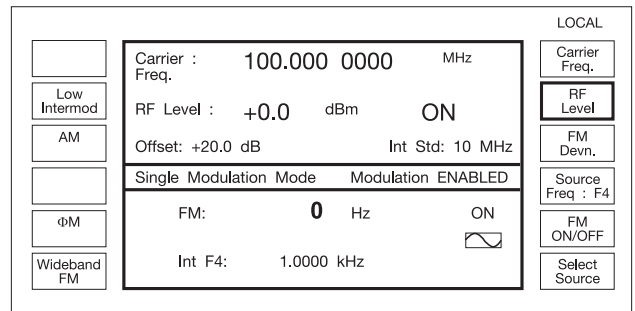 LOCAL
Low
Intermod
AM
ΦM
Wideband
FM
Carrier : 100.000 0000 MHz
Freq.
RF Level : +0.0 dBm ON
Offset: +20.0 dB Int Std: 10 MHz
Single Modulation Mode Modulation ENABLED
FM: 0 Hz ON
Int F4: 1.0000 kHz
Carrier
Freq.
RF
Level
FM
Devn.
Source
Freq : F4
FM
ON/OFF
Select
Source